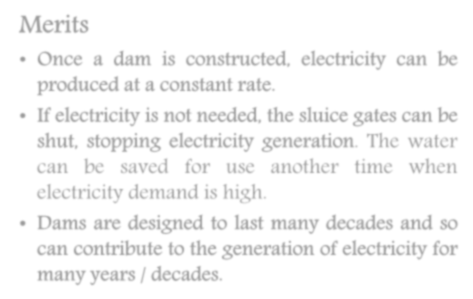 Merits
• Once a dam is constructed, electricity can be
produced at a constant rate.
• If electricity is not needed, the sluice gates can be
shut, stopping electricity generation. The water
can be saved for use another time when
electricity demand is high.
• Dams are designed to last many decades and so
can contribute to the generation of electricity for
many years / decades.